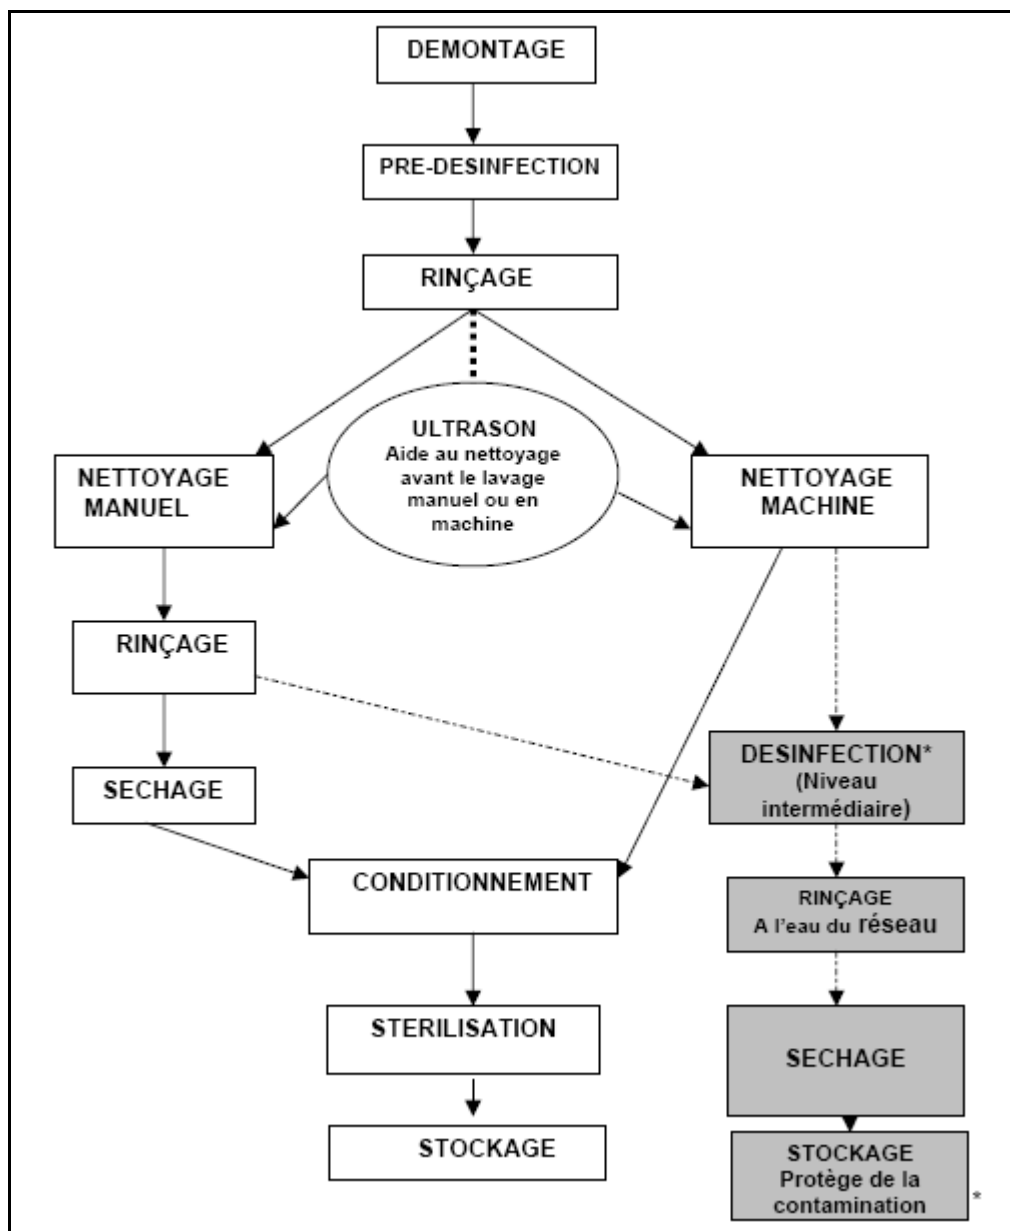 DEMONTAGE
PRE-DESINFECTION
RINÇAGE
ULTRASON
Aide au nettoyage
avant le lavage
manuel ou en
machine
NETTOYAGE
MANUEL
NETTOYAGE
MACHINE
RINÇAGE
SECHAGE
DESINFECTION*
(Niveau
intermédiaire)
CONDITIONNEMENT
RINÇAGE
A l'eau du réseau
STERILISATION
SECHAGE
STOCKAGE
STOCKAGE
Protège de la
contamination
*